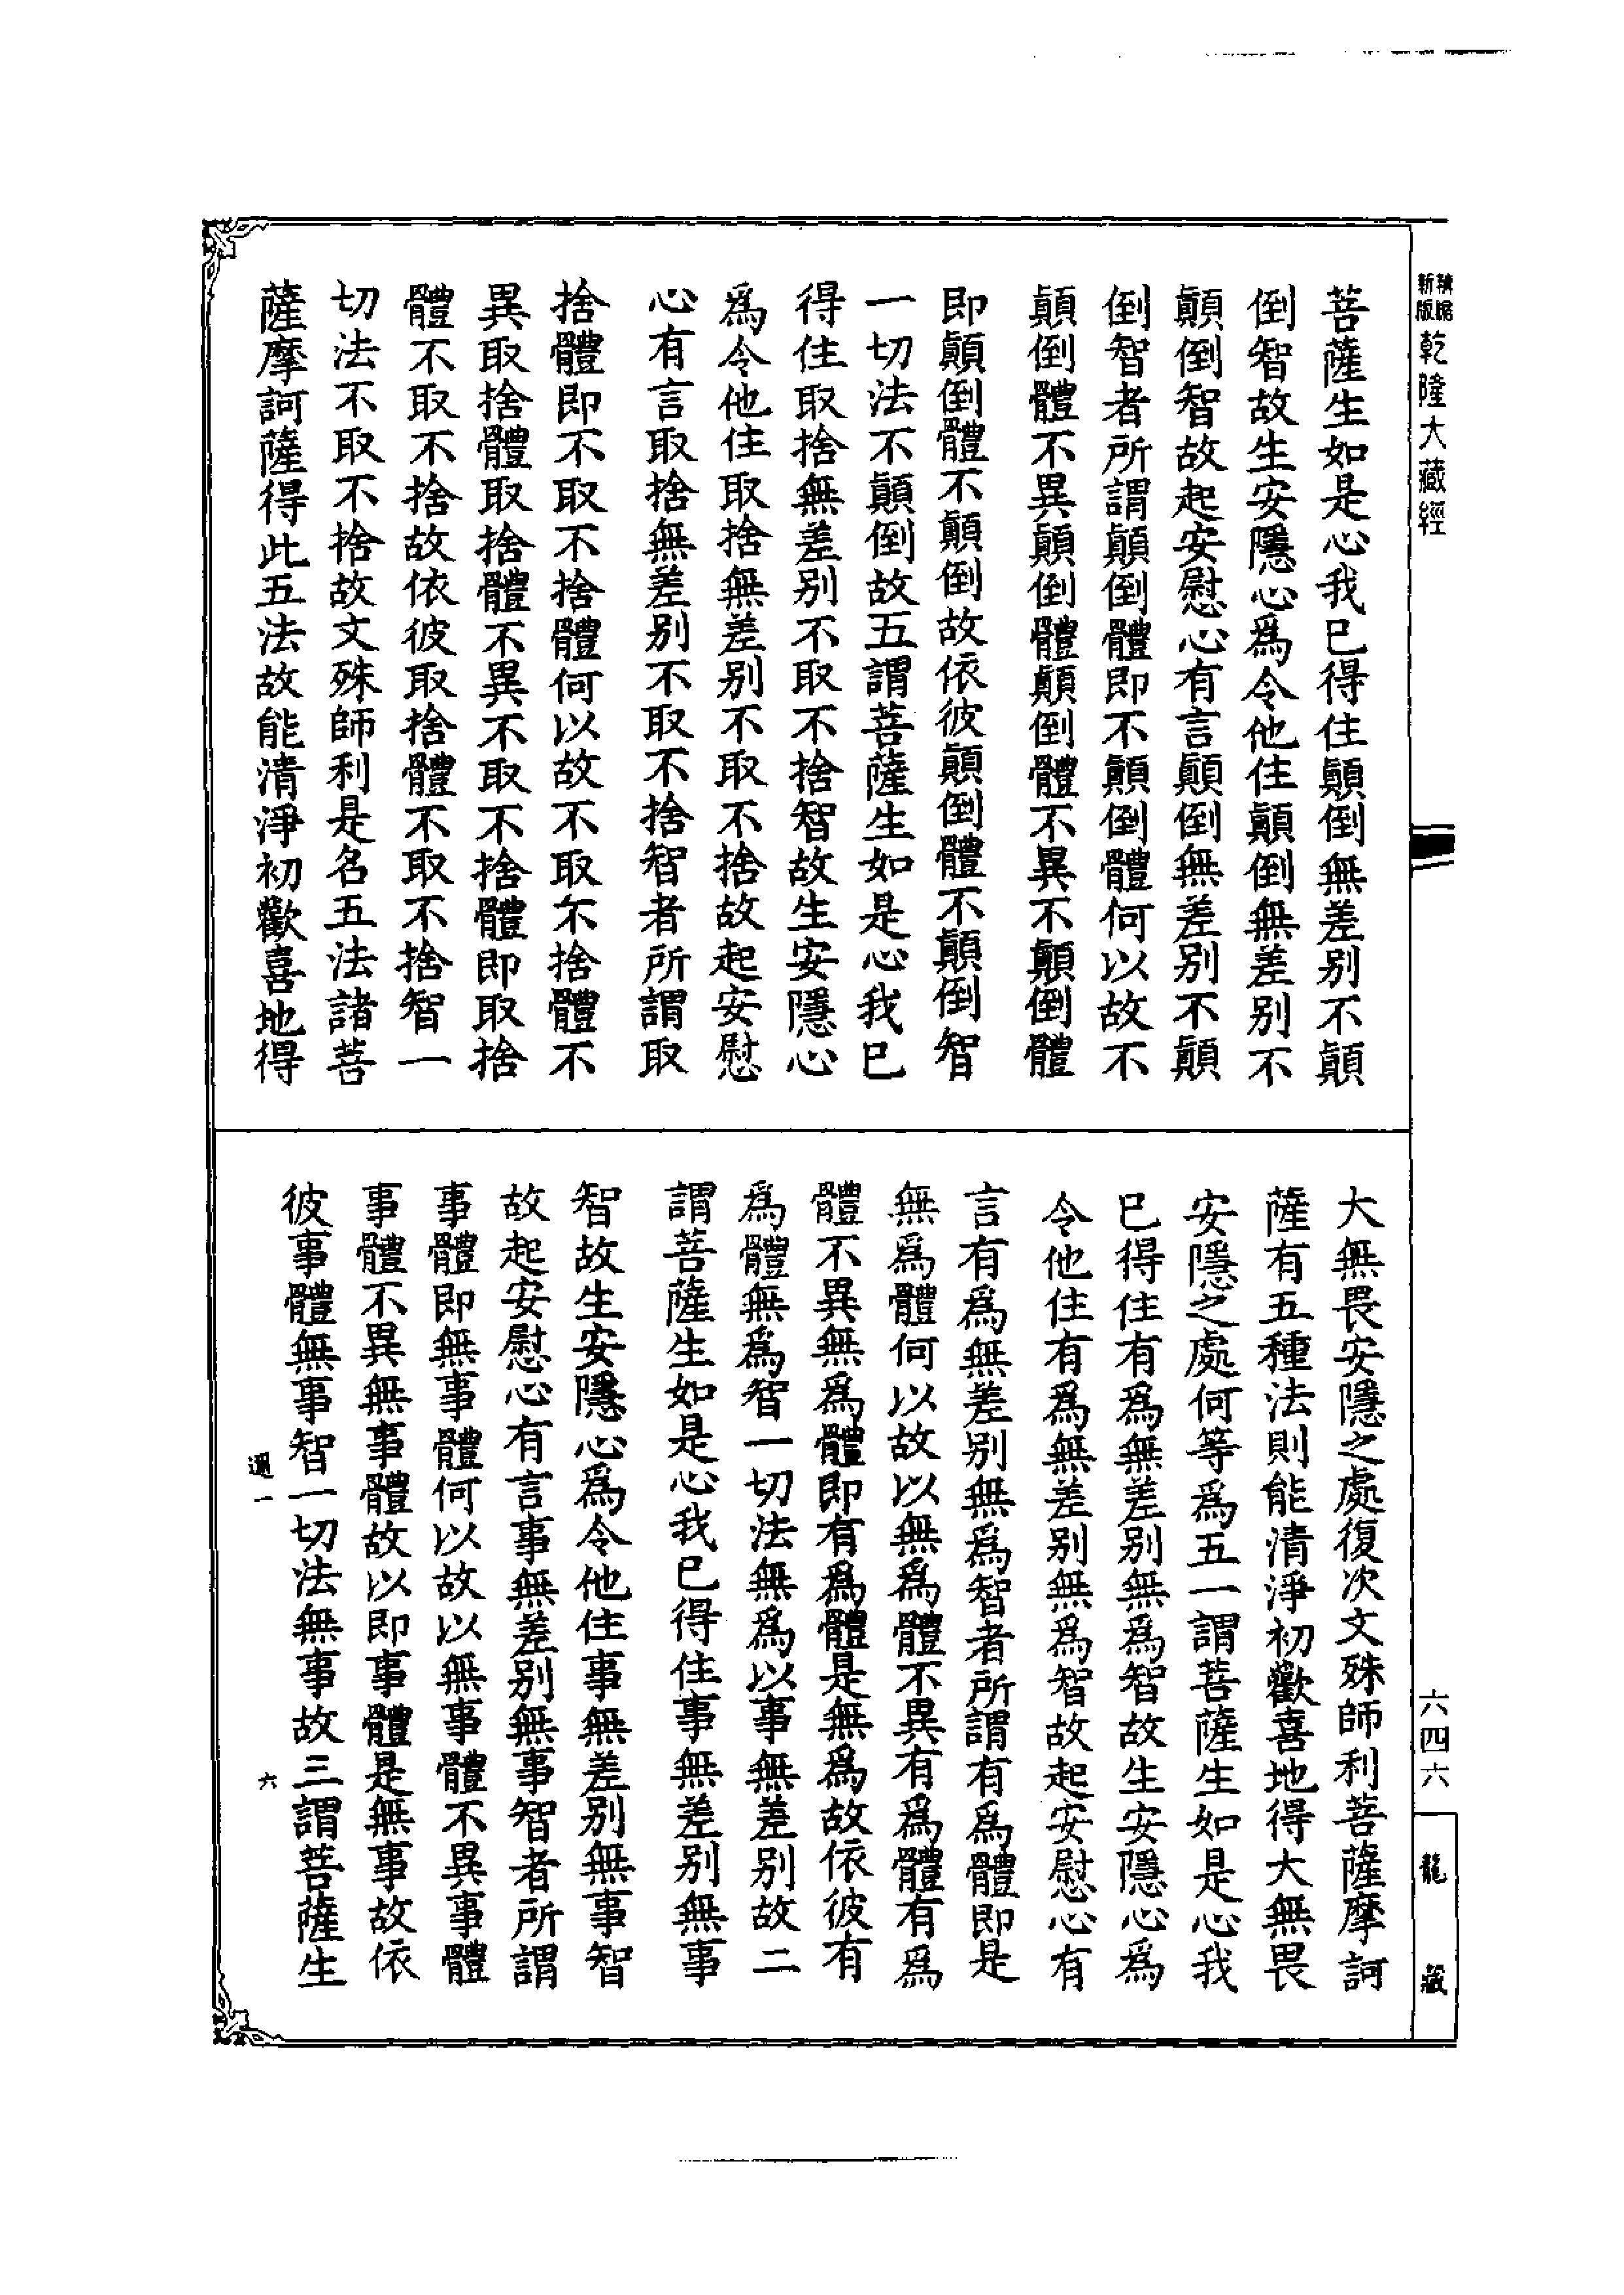 新版
精縮
乾隆大藏經
菩薩生如是心我已得住顛倒無差別不顛
倒智故生安隱心為令他住顛倒無差別不
顛倒智故起安慰心有言顛倒無差別不顛
倒智者所謂顛倒體即不顛倒體何以故不
顛倒體不異顛倒體顛倒體不異不顛倒體
即顛倒體不顛倒故依彼顛倒體不顛倒智
一切法不顛倒故五謂菩薩生如是心我已
得住取捨無差別不取不捨智故生安隱心
為令他住取捨無差別不取不捨故起安慰
心有言取捨無差別不取不捨智者所謂取
捨體即不取不捨體何以故不取不捨體不
異取捨體取捨體不異不取不捨體即取捨
體不取不捨故依彼取捨體不取不捨智一
切法不取不捨故文殊師利是名五法諸菩
薩摩訶薩得此五法故能清淨初歡喜地得
大無畏安隱之處復次文殊師利菩薩摩訶
薩有五種法則能清淨初歡喜地得大無畏
安隱之處何等為五一謂菩薩生如是心我
已得住有為無差別無為智故生安隱心為
令他住有為無差別無為智故起安慰心有
言有為無差別無為智者所謂有為體即是
無為體何以故以無為體不異有為體有為
體不異無為體即有為體是無為故依彼有
為體無為智一切法無為以事無差別故二
謂菩薩生如是心我已得住事無差別無事
智故生安隱心為令他住事無差別無事智
故起安慰心有言事無差別無事智者所謂
事體即無事體何以故以無事體不異事體
事體不異無事體故以即事體是無事故依
彼事體無事智一切法無事故三謂菩薩生
週一
六
六四六
龍藏